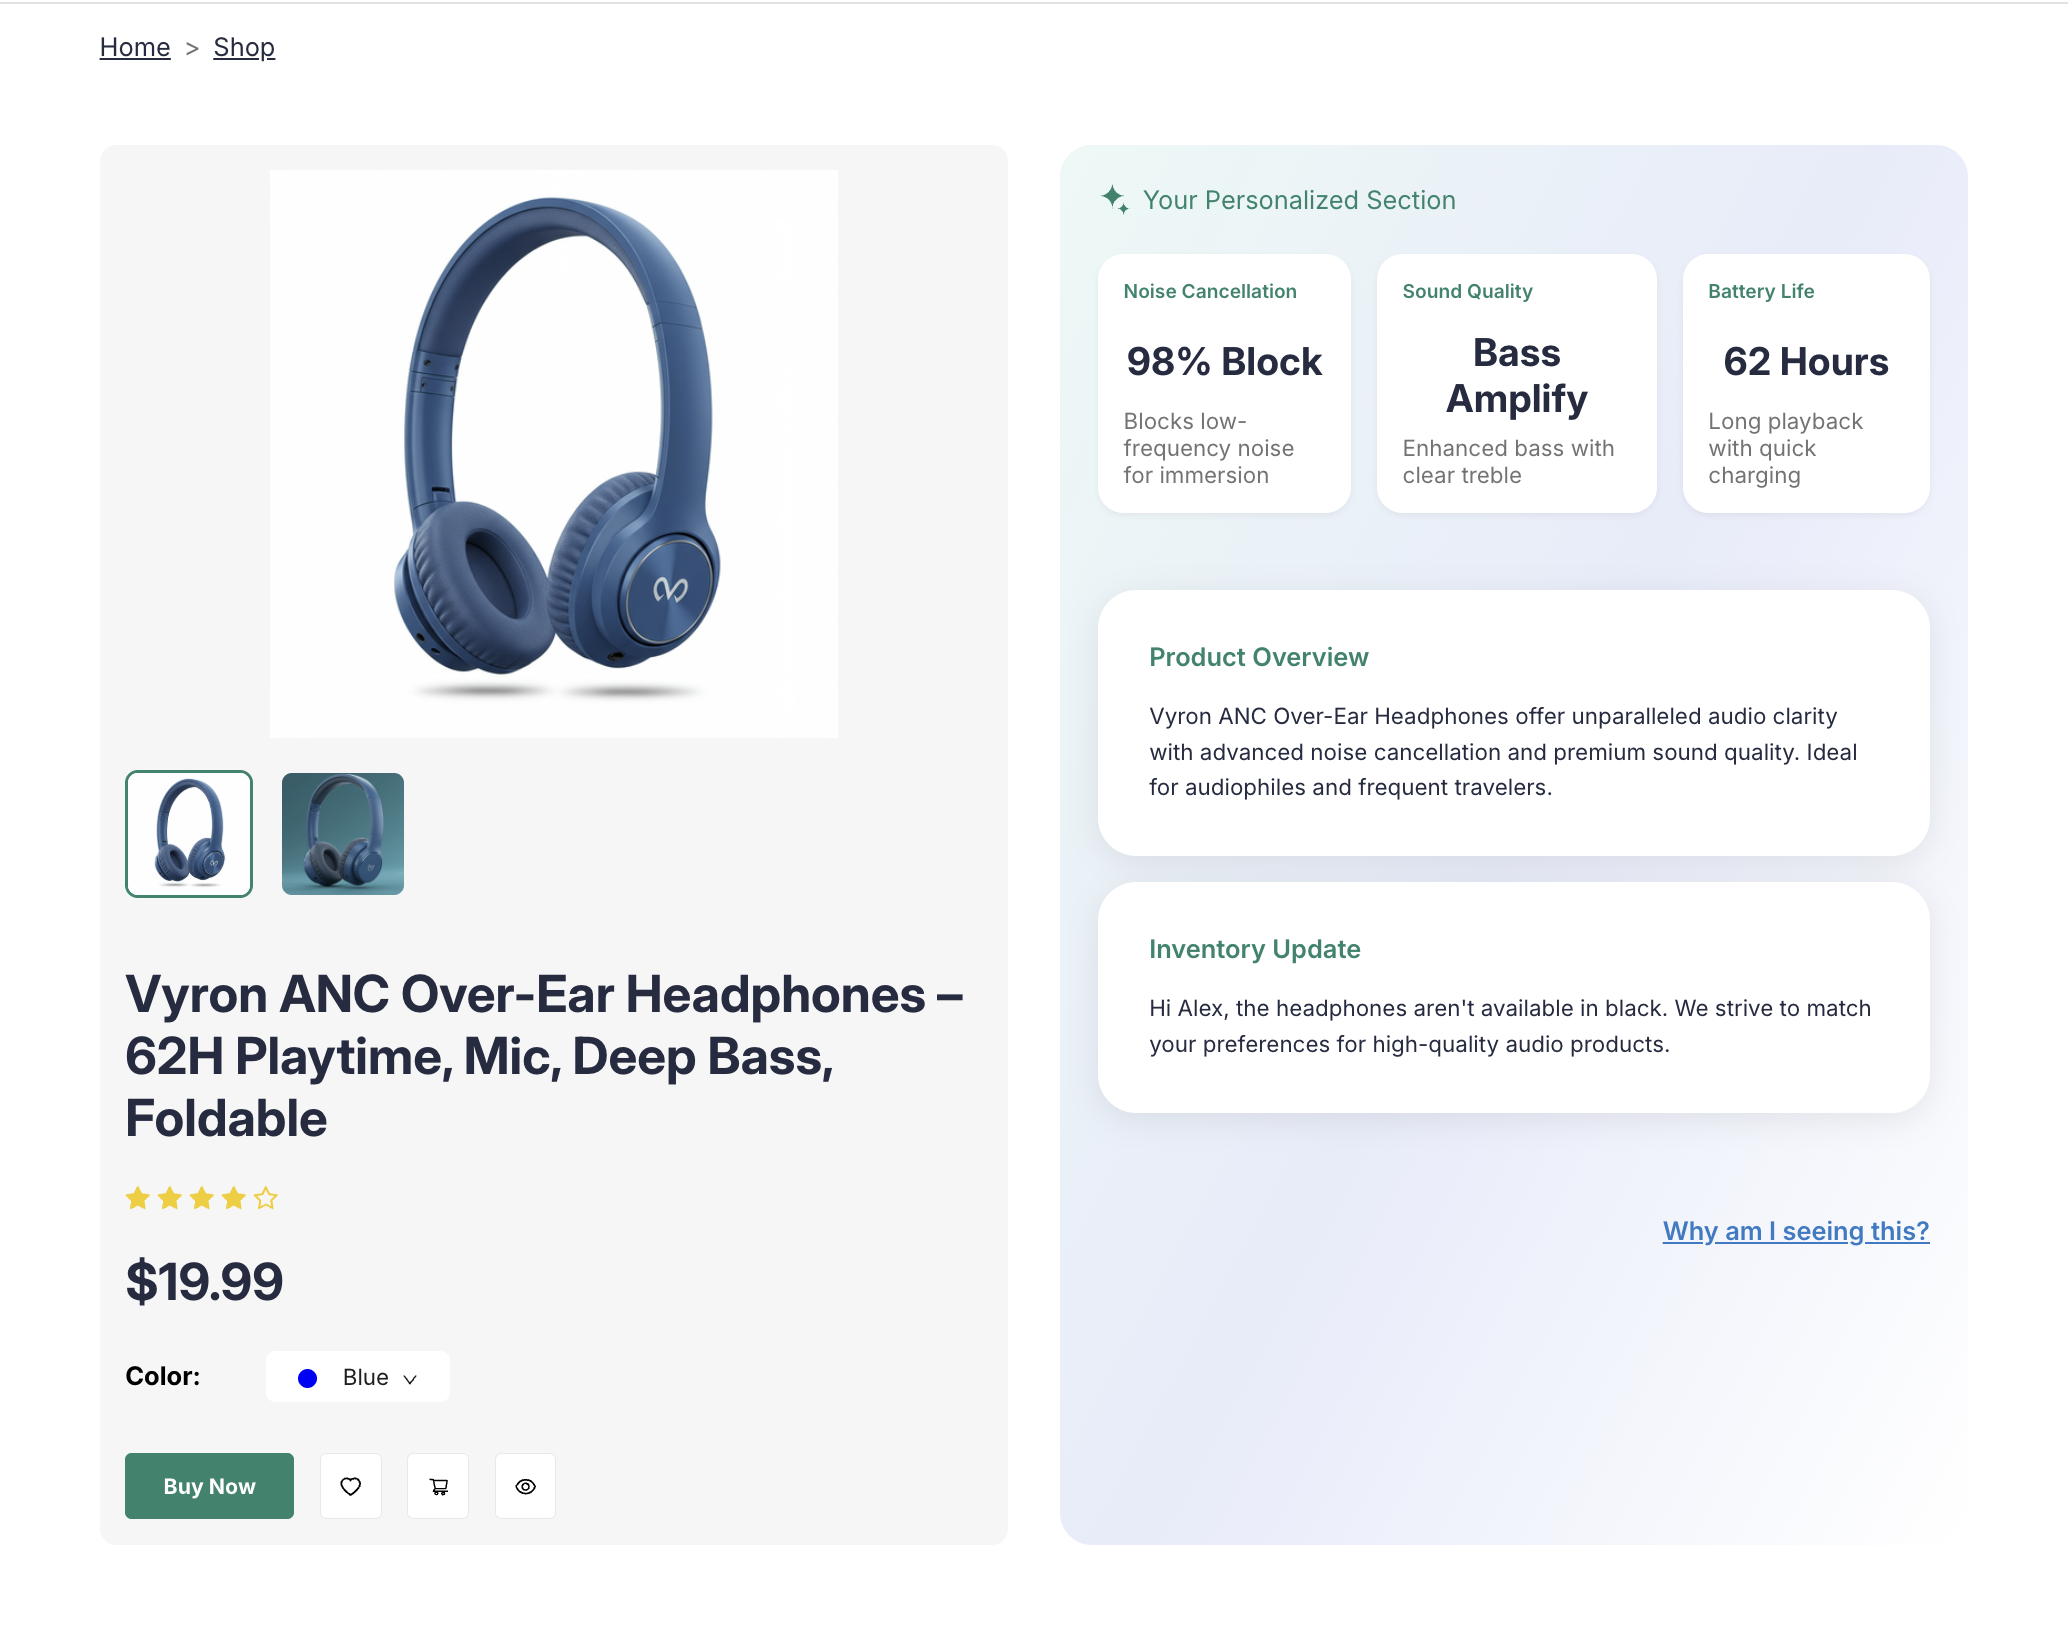 Home > Shop
Vyron ANC Over-Ear Headphones –
62H Playtime, Mic, Deep Bass,
Foldable
$19.99
Color:
Blue
Buy Now
Your Personalized Section
Noise Cancellation
98% Block
Blocks low-
frequency noise
for immersion
Sound Quality
Bass
Amplify
Enhanced bass with
clear treble
Battery Life
62 Hours
Long playback
with quick
charging
Product Overview
Vyron ANC Over-Ear Headphones offer unparalleled audio clarity
with advanced noise cancellation and premium sound quality. Ideal
for audiophiles and frequent travelers.
Inventory Update
Hi Alex, the headphones aren't available in black. We strive to match
your preferences for high-quality audio products.
Why am I seeing this?